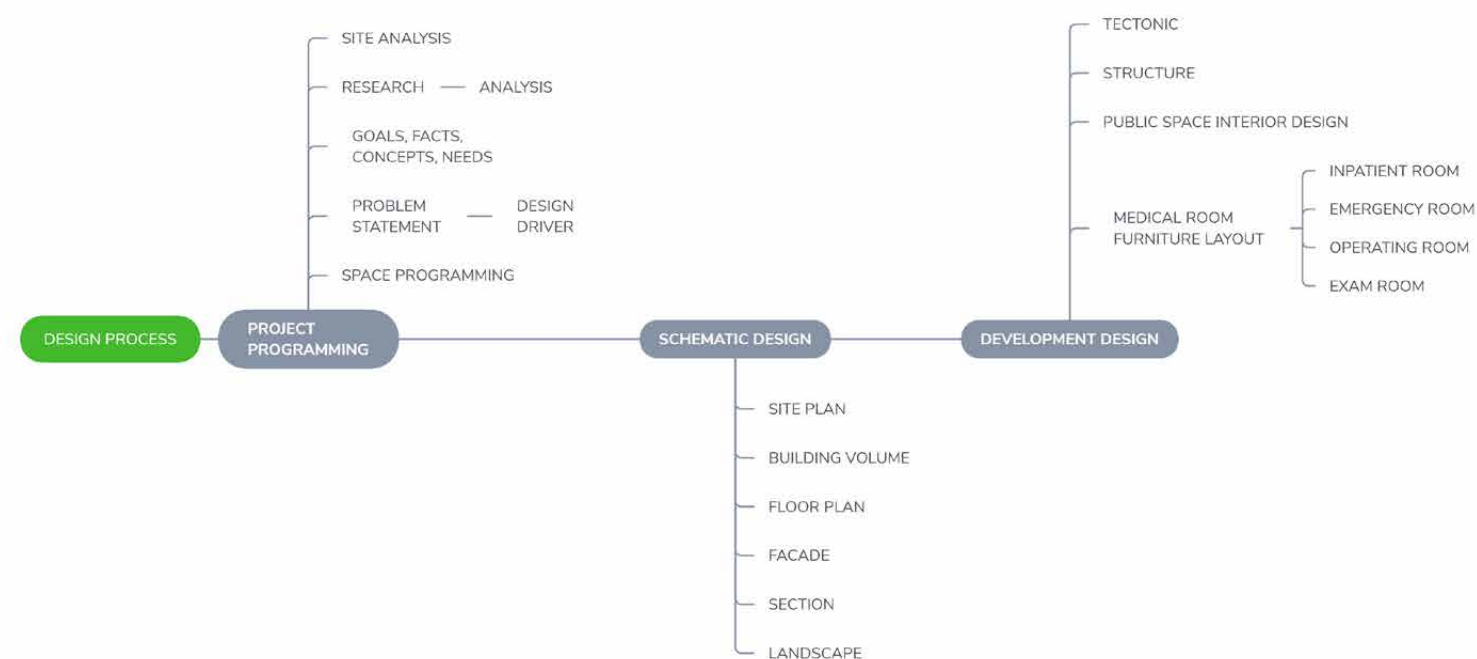 SITE ANALYSIS
RESEARCH
ANALYSIS
GOALS, FACTS,
CONCEPTS, NEEDS
PROBLEM
STATEMENT
DESIGN
DRIVER
SPACE PROGRAMMING
DESIGN PROCESS
PROJECT
PROGRAMMING
SCHEMATIC DESIGN
SITE PLAN
BUILDING VOLUME
FLOOR PLAN
FACADE
SECTION
LANDSCAPE
DEVELOPMENT DESIGN
TECTONIC
STRUCTURE
PUBLIC SPACE INTERIOR DESIGN
MEDICAL ROOM
FURNITURE LAYOUT
INPATIENT ROOM
EMERGENCY ROOM
OPERATING ROOM
EXAM ROOM